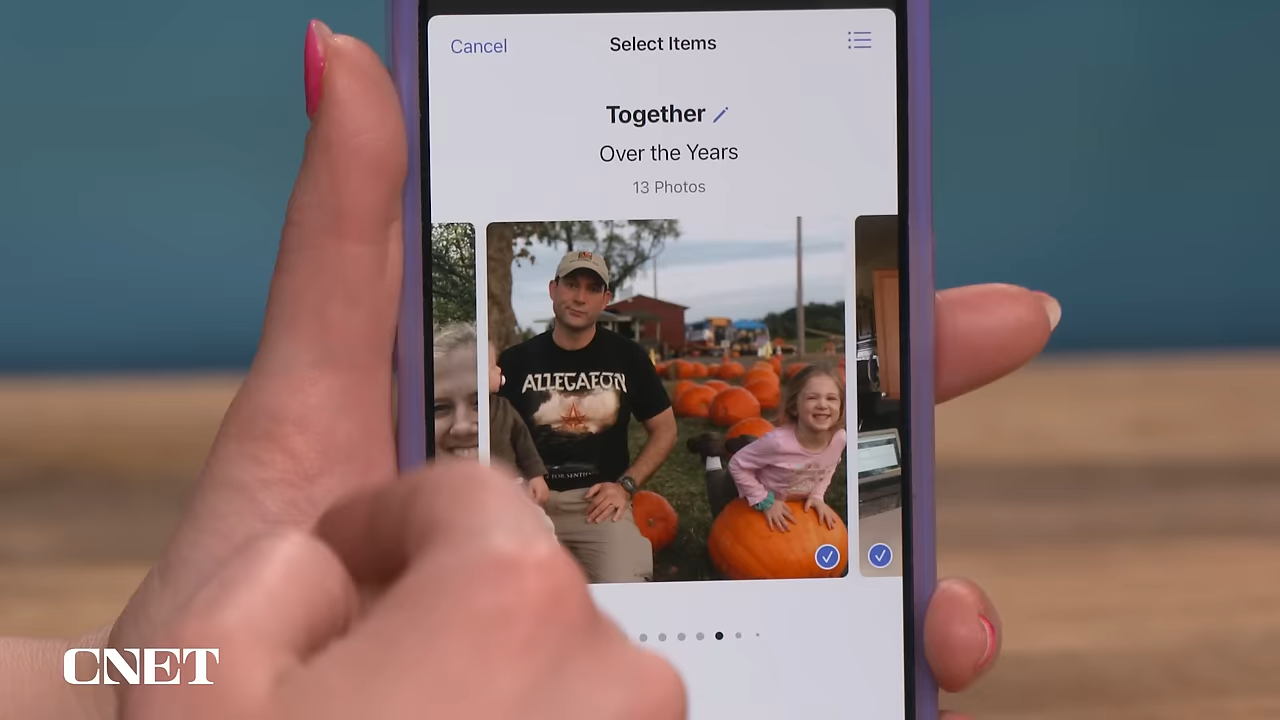 Cancel
Select Items
Together
Over the Years
13 Photos
ALLEGAEON
CNET